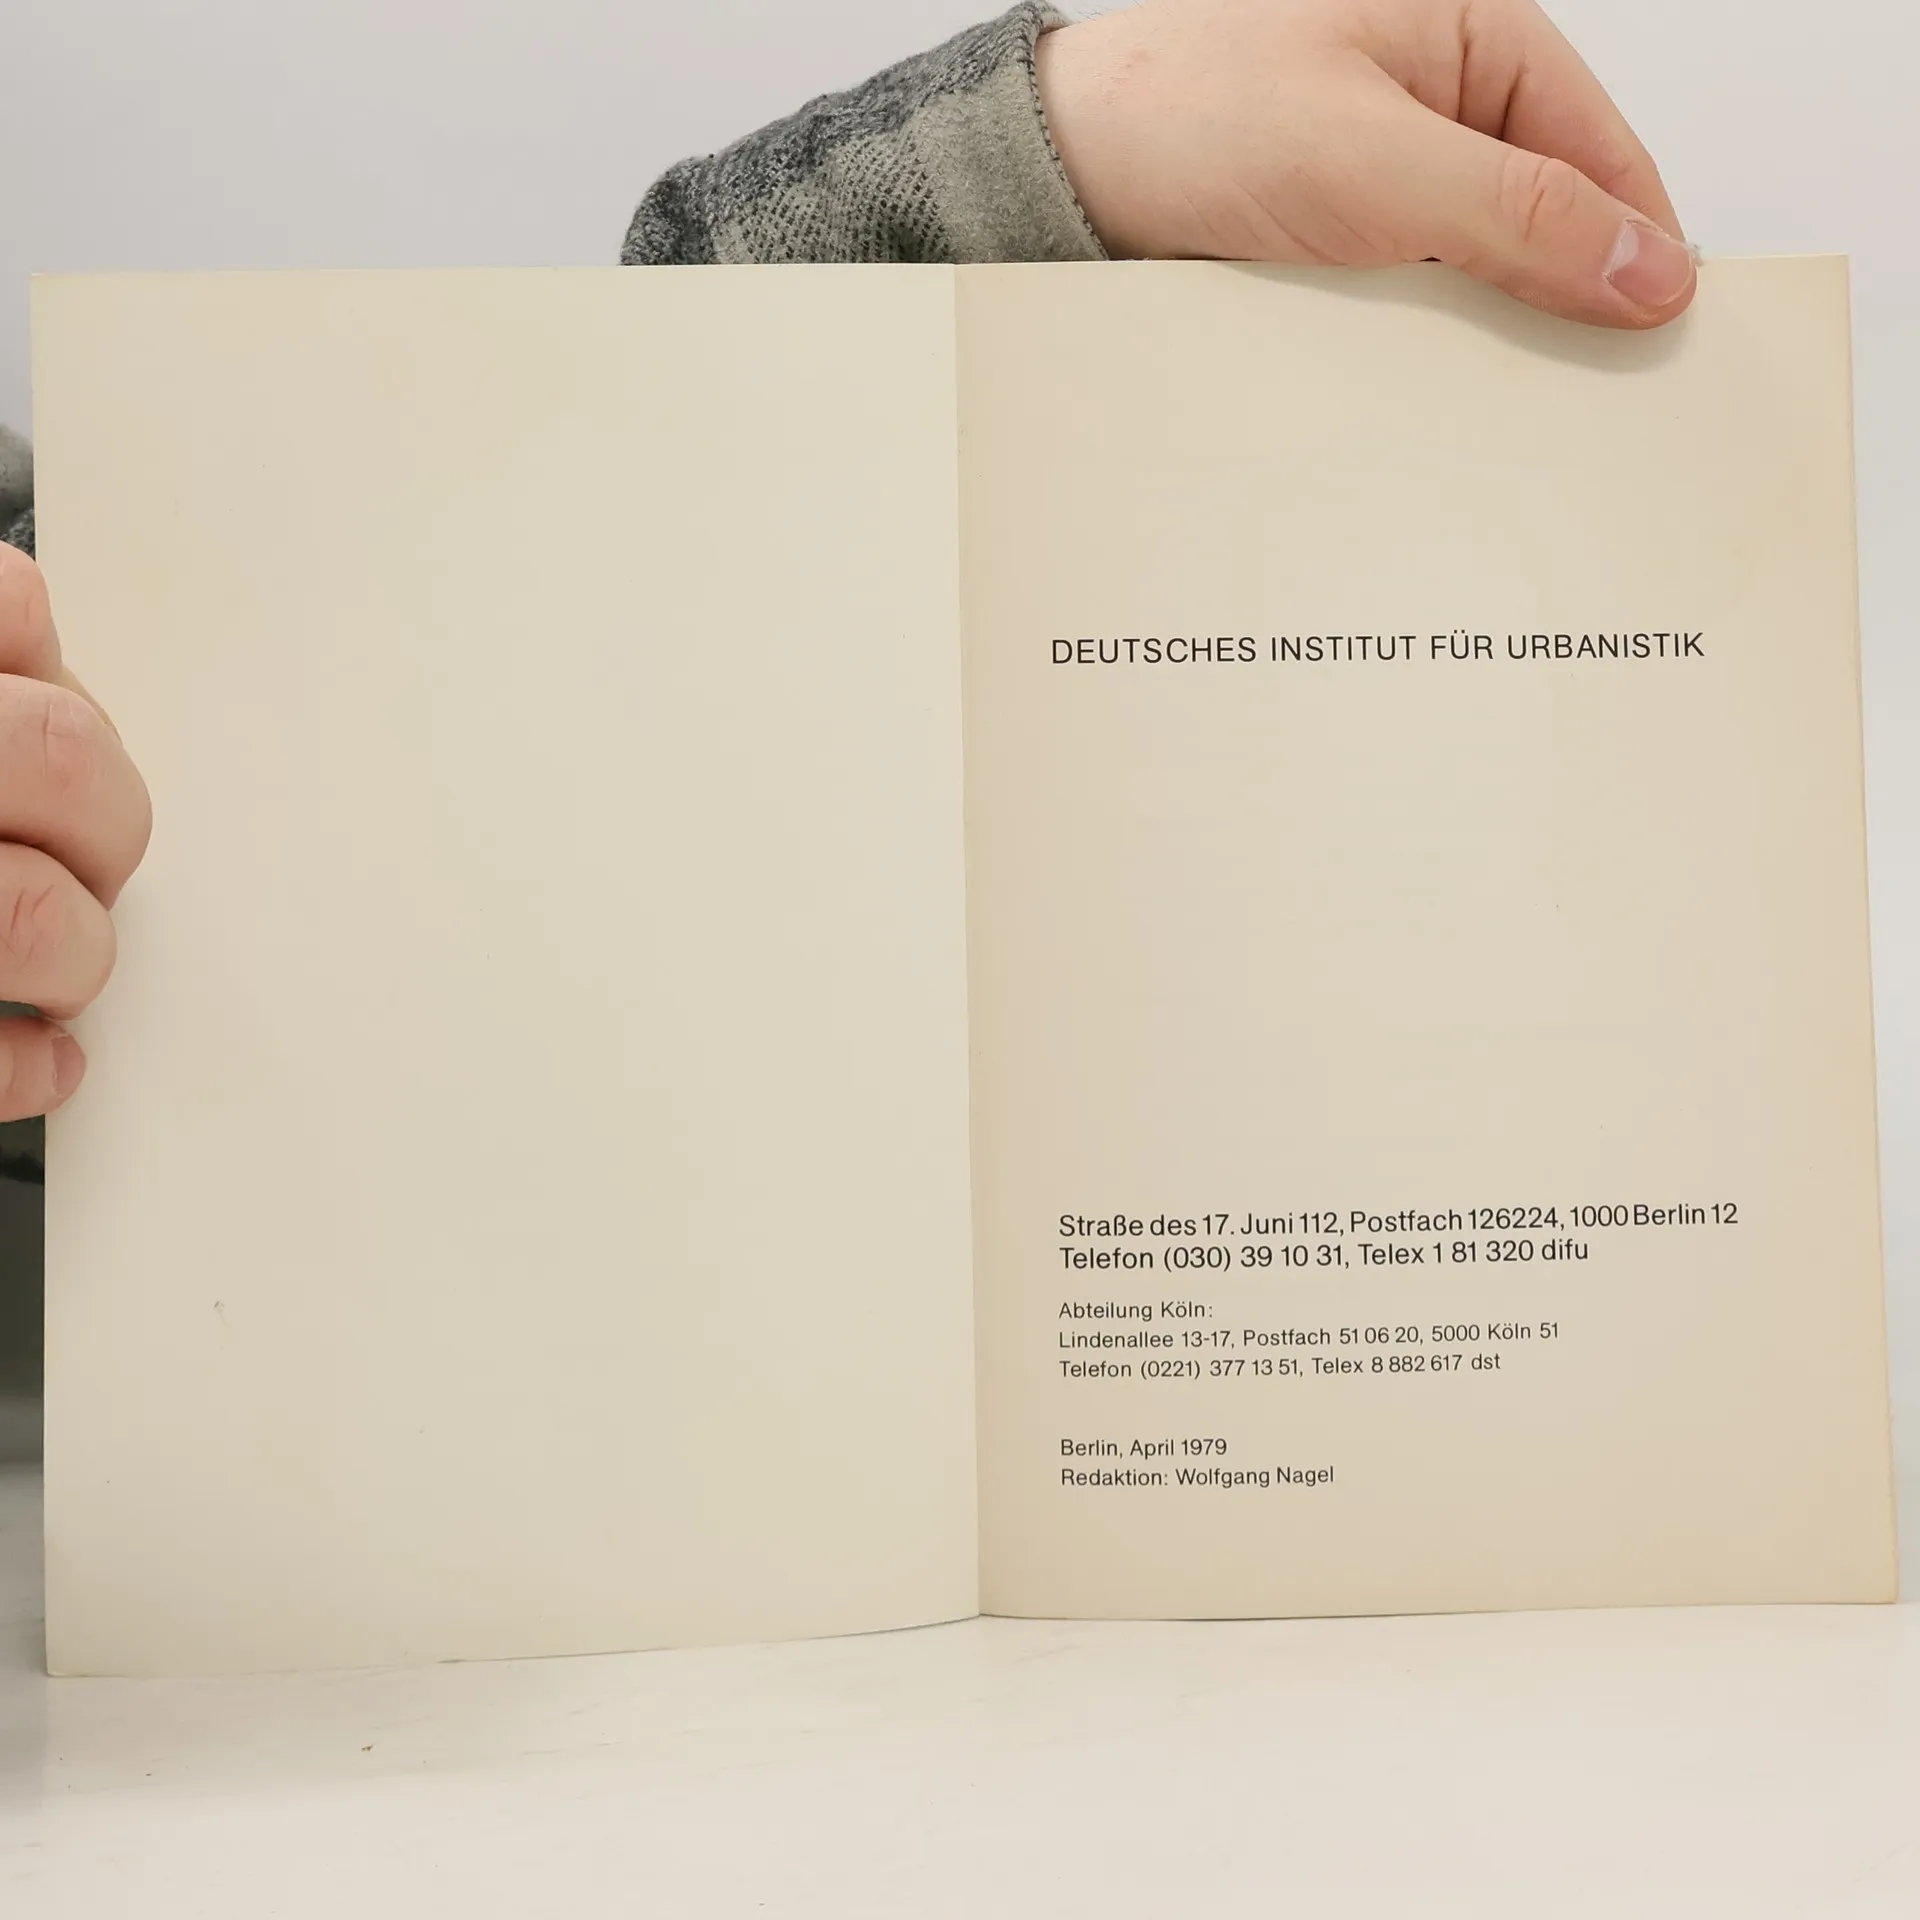 DEUTSCHES INSTITUT FÜR URBANISTIK
Straße des 17. Juni 112, Postfach 126224, 1000 Berlin 12
Telefon (030) 39 10 31, Telex 1 81 320 difu
Abteilung Köln:
Lindenallee 13-17, Postfach 51 06 20, 5000 Köln 51
Telefon (0221) 377 13 51, Telex 8 882 617 dst
Berlin, April 1979
Redaktion: Wolfgang Nagel